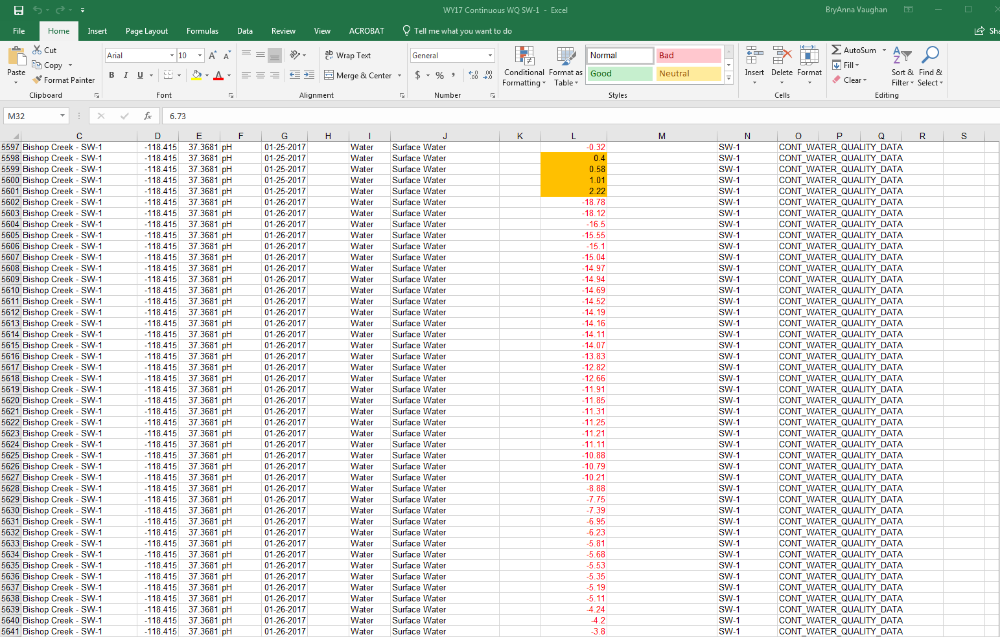 WY17 Continuous WQ SW-1 - Excel
BryAnna Vaughan
File Home Insert Page Layout Formulas Data Review View ACROBAT Tell me what you want to do
Paste
Cut
Copy
Format Painter
Clipboard
Arial 10
B I U
Font
Wrap Text
Merge & Center
Alignment
General
$ % ,
Number
Conditional Formatting
Format as Table
Normal Bad
Good Neutral
Styles
Insert Delete Format
Cells
AutoSum
Fill
Clear
Sort & Filter
Find & Select
Editing
M32 fx 6.73
C D E F G H I J K L M N O P Q R S
5597 Bishop Creek - SW-1 -118.415 37.3681 pH 01-25-2017 Water Surface Water -0.32 SW-1 CONT_WATER_QUALITY_DATA
5598 Bishop Creek - SW-1 -118.415 37.3681 pH 01-25-2017 Water Surface Water 0.4 SW-1 CONT_WATER_QUALITY_DATA
5599 Bishop Creek - SW-1 -118.415 37.3681 pH 01-25-2017 Water Surface Water 0.58 SW-1 CONT_WATER_QUALITY_DATA
5600 Bishop Creek - SW-1 -118.415 37.3681 pH 01-25-2017 Water Surface Water 1.01 SW-1 CONT_WATER_QUALITY_DATA
5601 Bishop Creek - SW-1 -118.415 37.3681 pH 01-25-2017 Water Surface Water 2.22 SW-1 CONT_WATER_QUALITY_DATA
5602 Bishop Creek - SW-1 -118.415 37.3681 pH 01-26-2017 Water Surface Water -18.78 SW-1 CONT_WATER_QUALITY_DATA
5603 Bishop Creek - SW-1 -118.415 37.3681 pH 01-26-2017 Water Surface Water -18.12 SW-1 CONT_WATER_QUALITY_DATA
5604 Bishop Creek - SW-1 -118.415 37.3681 pH 01-26-2017 Water Surface Water -16.5 SW-1 CONT_WATER_QUALITY_DATA
5605 Bishop Creek - SW-1 -118.415 37.3681 pH 01-26-2017 Water Surface Water -15.55 SW-1 CONT_WATER_QUALITY_DATA
5606 Bishop Creek - SW-1 -118.415 37.3681 pH 01-26-2017 Water Surface Water -15.1 SW-1 CONT_WATER_QUALITY_DATA
5607 Bishop Creek - SW-1 -118.415 37.3681 pH 01-26-2017 Water Surface Water -15.04 SW-1 CONT_WATER_QUALITY_DATA
5608 Bishop Creek - SW-1 -118.415 37.3681 pH 01-26-2017 Water Surface Water -14.97 SW-1 CONT_WATER_QUALITY_DATA
5609 Bishop Creek - SW-1 -118.415 37.3681 pH 01-26-2017 Water Surface Water -14.94 SW-1 CONT_WATER_QUALITY_DATA
5610 Bishop Creek - SW-1 -118.415 37.3681 pH 01-26-2017 Water Surface Water -14.69 SW-1 CONT_WATER_QUALITY_DATA
5611 Bishop Creek - SW-1 -118.415 37.3681 pH 01-26-2017 Water Surface Water -14.52 SW-1 CONT_WATER_QUALITY_DATA
5612 Bishop Creek - SW-1 -118.415 37.3681 pH 01-26-2017 Water Surface Water -14.19 SW-1 CONT_WATER_QUALITY_DATA
5613 Bishop Creek - SW-1 -118.415 37.3681 pH 01-26-2017 Water Surface Water -14.16 SW-1 CONT_WATER_QUALITY_DATA
5614 Bishop Creek - SW-1 -118.415 37.3681 pH 01-26-2017 Water Surface Water -14.11 SW-1 CONT_WATER_QUALITY_DATA
5615 Bishop Creek - SW-1 -118.415 37.3681 pH 01-26-2017 Water Surface Water -14.07 SW-1 CONT_WATER_QUALITY_DATA
5616 Bishop Creek - SW-1 -118.415 37.3681 pH 01-26-2017 Water Surface Water -13.83 SW-1 CONT_WATER_QUALITY_DATA
5617 Bishop Creek - SW-1 -118.415 37.3681 pH 01-26-2017 Water Surface Water -12.82 SW-1 CONT_WATER_QUALITY_DATA
5618 Bishop Creek - SW-1 -118.415 37.3681 pH 01-26-2017 Water Surface Water -12.66 SW-1 CONT_WATER_QUALITY_DATA
5619 Bishop Creek - SW-1 -118.415 37.3681 pH 01-26-2017 Water Surface Water -11.91 SW-1 CONT_WATER_QUALITY_DATA
5620 Bishop Creek - SW-1 -118.415 37.3681 pH 01-26-2017 Water Surface Water -11.85 SW-1 CONT_WATER_QUALITY_DATA
5621 Bishop Creek - SW-1 -118.415 37.3681 pH 01-26-2017 Water Surface Water -11.31 SW-1 CONT_WATER_QUALITY_DATA
5622 Bishop Creek - SW-1 -118.415 37.3681 pH 01-26-2017 Water Surface Water -11.25 SW-1 CONT_WATER_QUALITY_DATA
5623 Bishop Creek - SW-1 -118.415 37.3681 pH 01-26-2017 Water Surface Water -11.21 SW-1 CONT_WATER_QUALITY_DATA
5624 Bishop Creek - SW-1 -118.415 37.3681 pH 01-26-2017 Water Surface Water -11.11 SW-1 CONT_WATER_QUALITY_DATA
5625 Bishop Creek - SW-1 -118.415 37.3681 pH 01-26-2017 Water Surface Water -10.88 SW-1 CONT_WATER_QUALITY_DATA
5626 Bishop Creek - SW-1 -118.415 37.3681 pH 01-26-2017 Water Surface Water -10.79 SW-1 CONT_WATER_QUALITY_DATA
5627 Bishop Creek - SW-1 -118.415 37.3681 pH 01-26-2017 Water Surface Water -10.21 SW-1 CONT_WATER_QUALITY_DATA
5628 Bishop Creek - SW-1 -118.415 37.3681 pH 01-26-2017 Water Surface Water -8.88 SW-1 CONT_WATER_QUALITY_DATA
5629 Bishop Creek - SW-1 -118.415 37.3681 pH 01-26-2017 Water Surface Water -7.75 SW-1 CONT_WATER_QUALITY_DATA
5630 Bishop Creek - SW-1 -118.415 37.3681 pH 01-26-2017 Water Surface Water -7.39 SW-1 CONT_WATER_QUALITY_DATA
5631 Bishop Creek - SW-1 -118.415 37.3681 pH 01-26-2017 Water Surface Water -6.95 SW-1 CONT_WATER_QUALITY_DATA
5632 Bishop Creek - SW-1 -118.415 37.3681 pH 01-26-2017 Water Surface Water -6.23 SW-1 CONT_WATER_QUALITY_DATA
5633 Bishop Creek - SW-1 -118.415 37.3681 pH 01-26-2017 Water Surface Water -5.81 SW-1 CONT_WATER_QUALITY_DATA
5634 Bishop Creek - SW-1 -118.415 37.3681 pH 01-26-2017 Water Surface Water -5.68 SW-1 CONT_WATER_QUALITY_DATA
5635 Bishop Creek - SW-1 -118.415 37.3681 pH 01-26-2017 Water Surface Water -5.53 SW-1 CONT_WATER_QUALITY_DATA
5636 Bishop Creek - SW-1 -118.415 37.3681 pH 01-26-2017 Water Surface Water -5.35 SW-1 CONT_WATER_QUALITY_DATA
5637 Bishop Creek - SW-1 -118.415 37.3681 pH 01-26-2017 Water Surface Water -5.19 SW-1 CONT_WATER_QUALITY_DATA
5638 Bishop Creek - SW-1 -118.415 37.3681 pH 01-26-2017 Water Surface Water -5.11 SW-1 CONT_WATER_QUALITY_DATA
5639 Bishop Creek - SW-1 -118.415 37.3681 pH 01-26-2017 Water Surface Water -4.24 SW-1 CONT_WATER_QUALITY_DATA
5640 Bishop Creek - SW-1 -118.415 37.3681 pH 01-26-2017 Water Surface Water -4.2 SW-1 CONT_WATER_QUALITY_DATA
5641 Bishop Creek - SW-1 -118.415 37.3681 pH 01-26-2017 Water Surface Water -3.8 SW-1 CONT_WATER_QUALITY_DATA